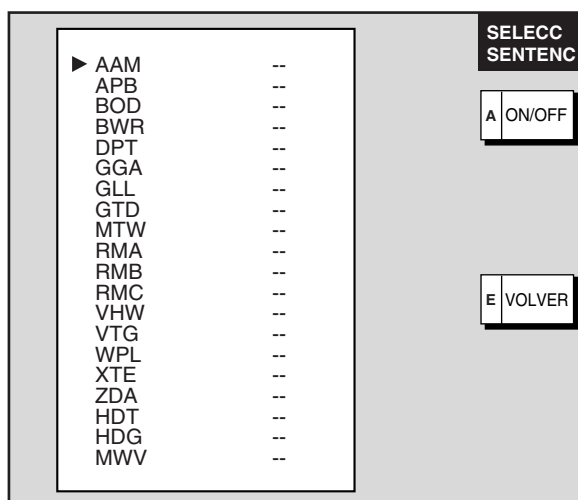 SELECC
SENTENC
▶ AAM --
APB --
BOD --
BWR --
DPT --
GGA --
GLL --
GTD --
MTW --
RMA --
RMB --
RMC --
VHW --
VTG --
WPL --
XTE --
ZDA --
HDT --
HDG --
MWV --
A ON/OFF
E VOLVER